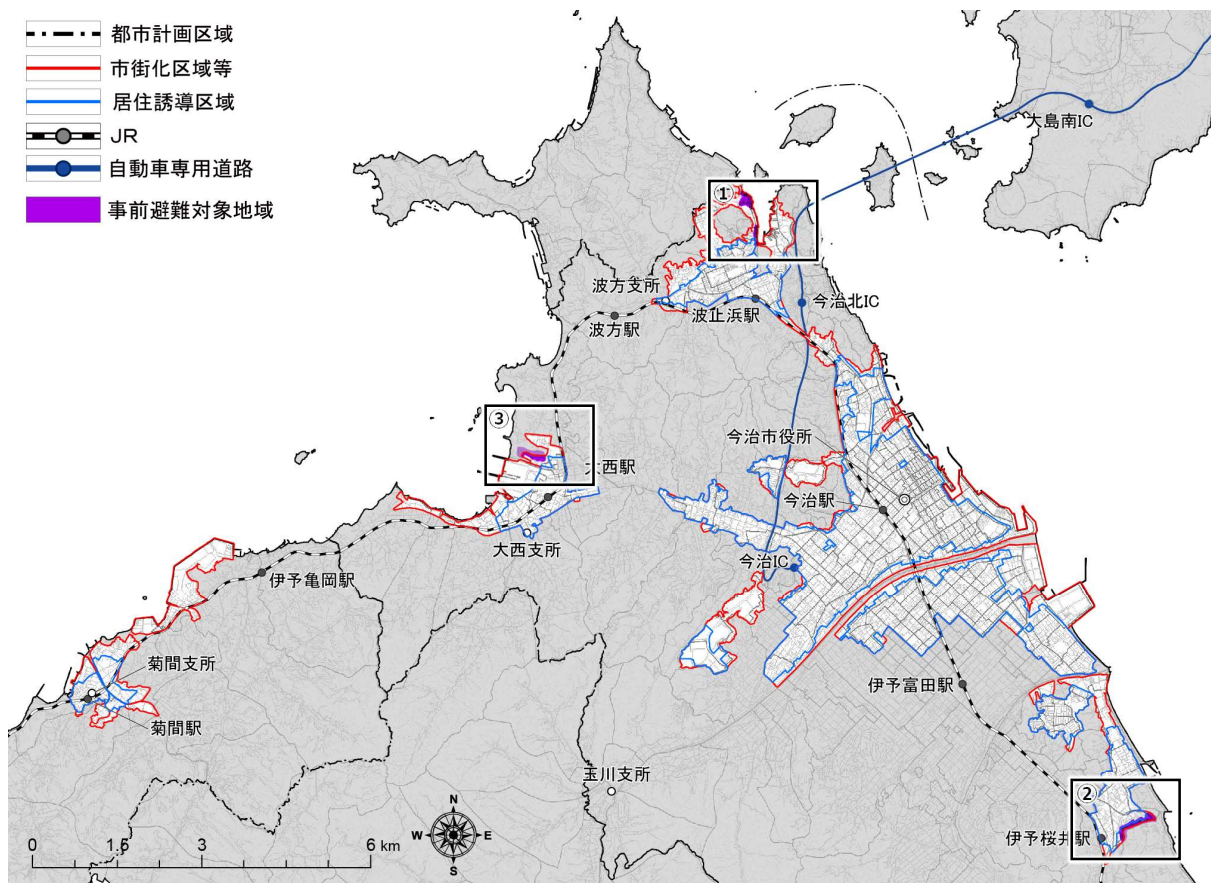 都市計画区域
市街化区域等
居住誘導区域
JR
自動車専用道路
事前避難対象地域
大島南IC
①
波方支所
波方駅
波止浜駅
今治北IC
③
大西駅
今治市役所
今治駅
大西支所
今治IC
伊予亀岡駅
菊間支所
菊間駅
伊予富田駅
玉川支所
②
伊予桜井駅
N
W
E
S
0 3 6 km